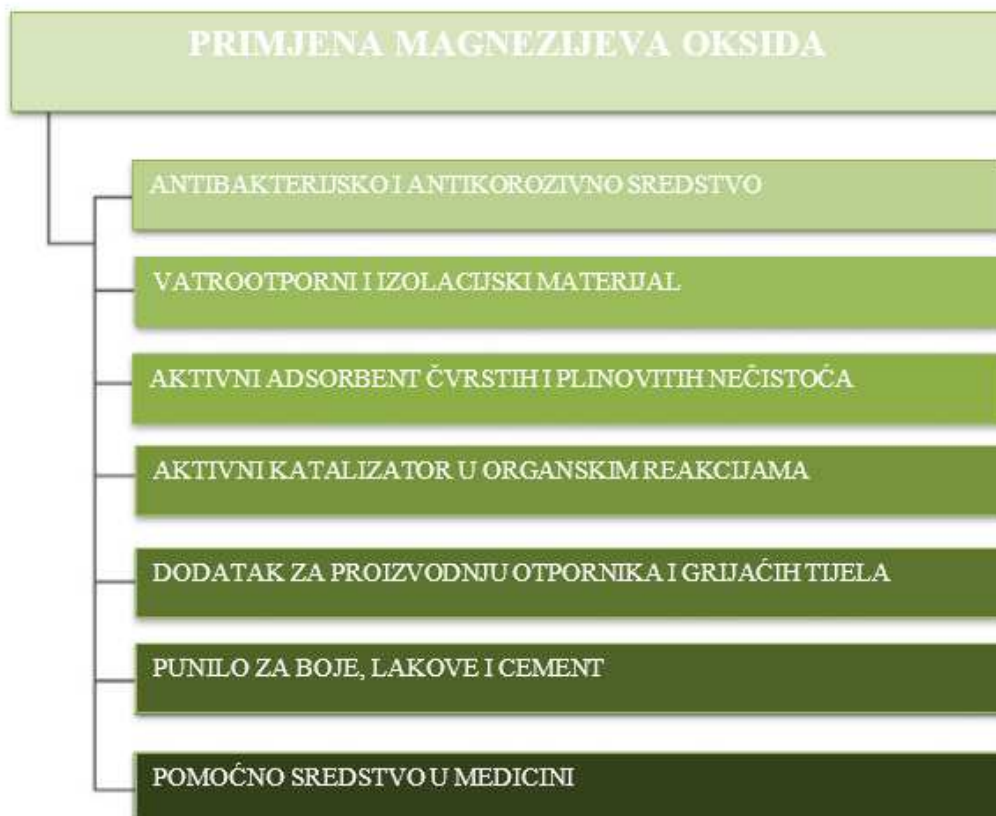 PRIMJENA MAGNEZIJEVA OKSIDA
ANTIBAKTERIJSKO I ANTIKOROZIVNO SREDSTVO
VATROOTPORNI I IZOLACIJSKI MATERIJAL
AKTIVNI ADSORBENT ČVRSTIH I PLINOVITIH NEČISTOĆA
AKTIVNI KATALIZATOR U ORGANSKIM REAKCIJAMA
DODATAK ZA PROIZVODNJU OTPORNIKA I GRIJAĆIH TIJELA
PUNILO ZA BOJE, LAKOVE I CEMENT
POMOĆNO SREDSTVO U MEDICINI